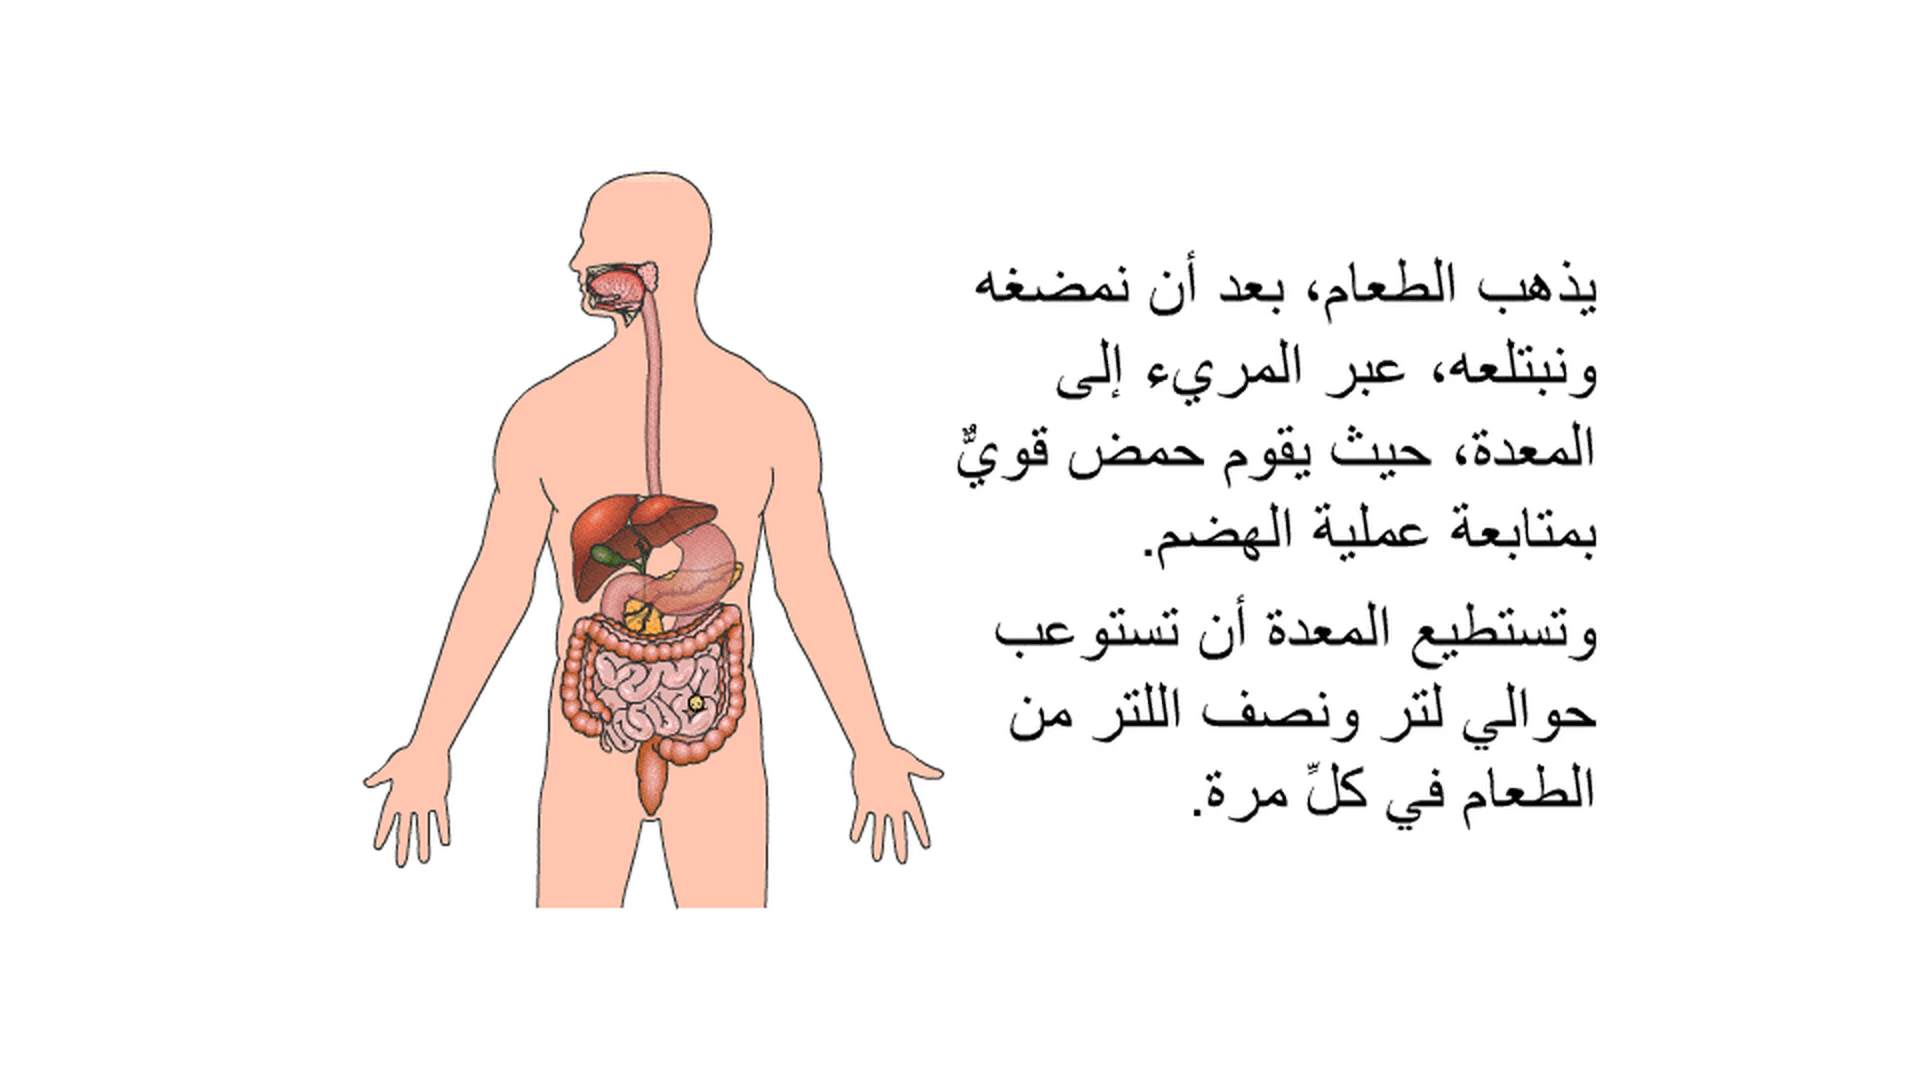 يذهب الطعام، بعد أن نمضغه
ونبتلعه، عبر المريء إلى
المعدة، حيث يقوم حمض قويٌّ
بمتابعة عملية الهضم.
وتستطيع المعدة أن تستوعب
حوالي لتر ونصف اللتر من
الطعام في كلِّ مرة.